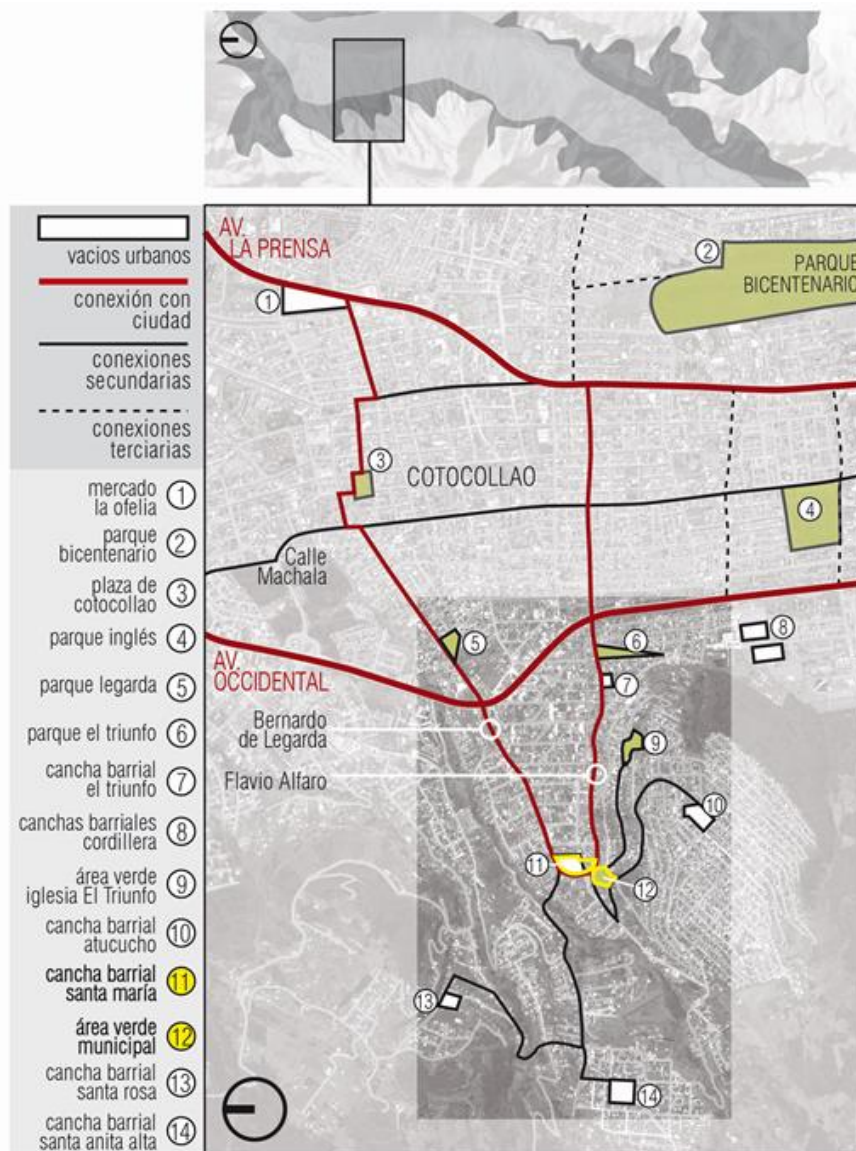 vacios urbanos
conexión con
ciudad
conexiones
secundarias
conexiones
terciarias
mercado
la ofelia
1
parque
bicentenario
2
plaza de
cotocollao
3
parque inglés
4
parque legarda
5
parque el triunfo
6
cancha barrial
el triunfo
7
canchas barriales
cordillera
8
área verde
iglesia El Triunfo
9
cancha barrial
atucucho
10
cancha barrial
santa maría
11
área verde
municipal
12
cancha barrial
santa rosa
13
cancha barrial
santa anita alta
14
AV.
LA PRENSA
1
2
PARQUE
BICENTENARIO
3
COTOCOLLAO
4
Calle
Machala
5
6
7
8
AV.
OCCIDENTAL
Bernardo
de Legarda
9
Flavio Alfaro
10
11
12
13
14